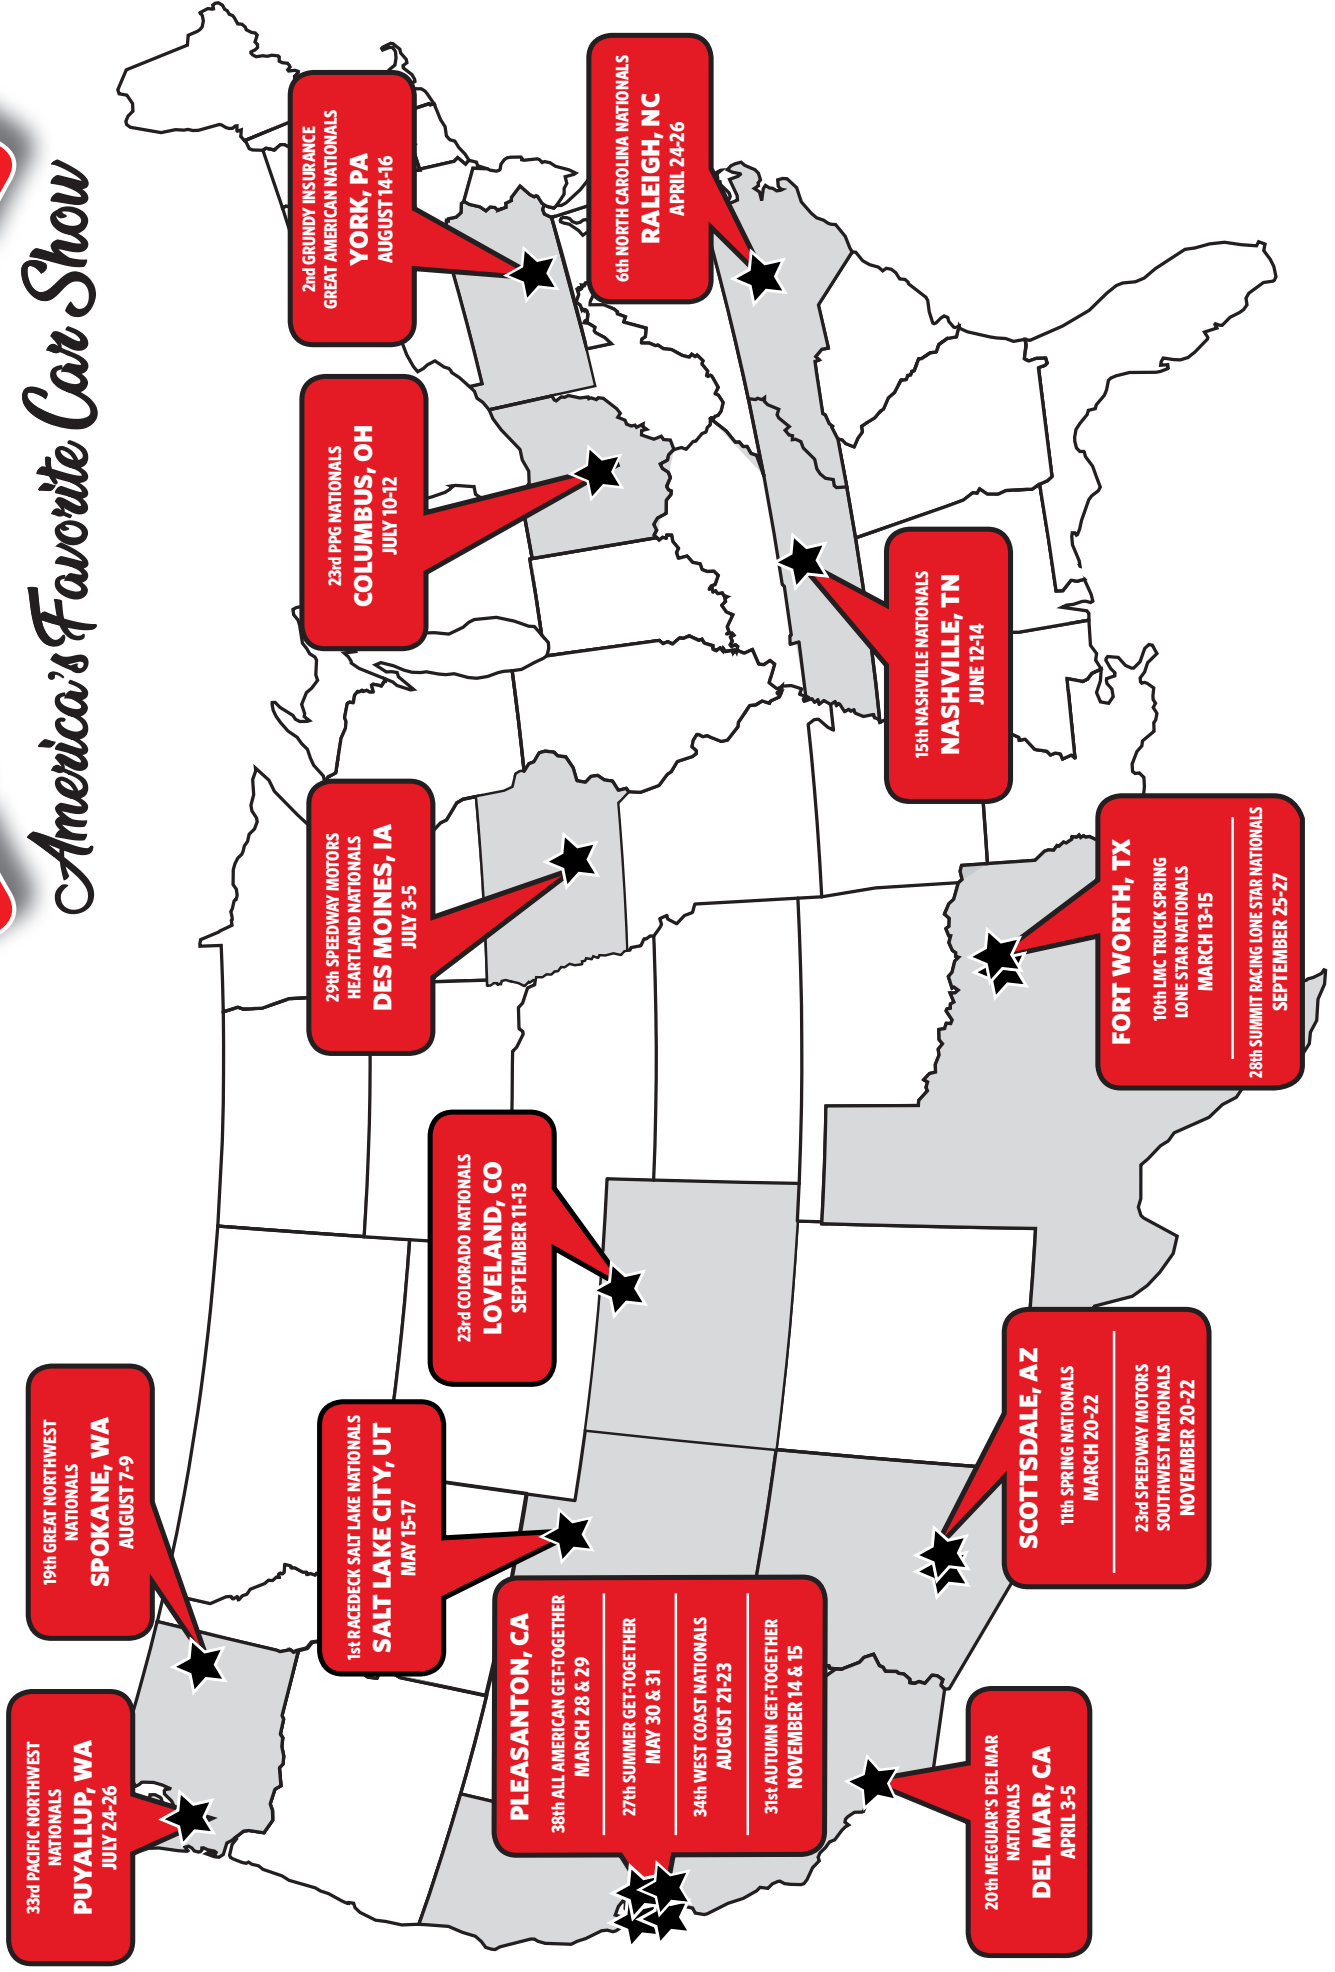 America's Favorite Car Show
33rd PACIFIC NORTHWEST
NATIONALS
PUYALLUP, WA
JULY 24-26
19th GREAT NORTHWEST
NATIONALS
SPOKANE, WA
AUGUST 7-9
1st RACEDECK SALT LAKE NATIONALS
SALT LAKE CITY, UT
MAY 15-17
23rd COLORADO NATIONALS
LOVELAND, CO
SEPTEMBER 11-13
29th SPEEDWAY MOTORS
HEARTLAND NATIONALS
DES MOINES, IA
JULY 3-5
23rd PPG NATIONALS
COLUMBUS, OH
JULY 10-12
2nd GRUNDY INSURANCE
GREAT AMERICAN NATIONALS
YORK, PA
AUGUST 14-16
6th NORTH CAROLINA NATIONALS
RALEIGH, NC
APRIL 24-26
PLEASANTON, CA
38th ALL AMERICAN GET-TOGETHER
MARCH 28 & 29
27th SUMMER GET-TOGETHER
MAY 30 & 31
34th WEST COAST NATIONALS
AUGUST 21-23
31st AUTUMN GET-TOGETHER
NOVEMBER 14 & 15
20th MEGUIAR'S DEL MAR
NATIONALS
DEL MAR, CA
APRIL 3-5
SCOTTSDALE, AZ
11th SPRING NATIONALS
MARCH 20-22
23rd SPEEDWAY MOTORS
SOUTHWEST NATIONALS
NOVEMBER 20-22
FORT WORTH, TX
10th LMC TRUCK SPRING
LONE STAR NATIONALS
MARCH 13-15
28th SUMMIT RACING LONE STAR NATIONALS
SEPTEMBER 25-27
15th NASHVILLE NATIONALS
NASHVILLE, TN
JUNE 12-14